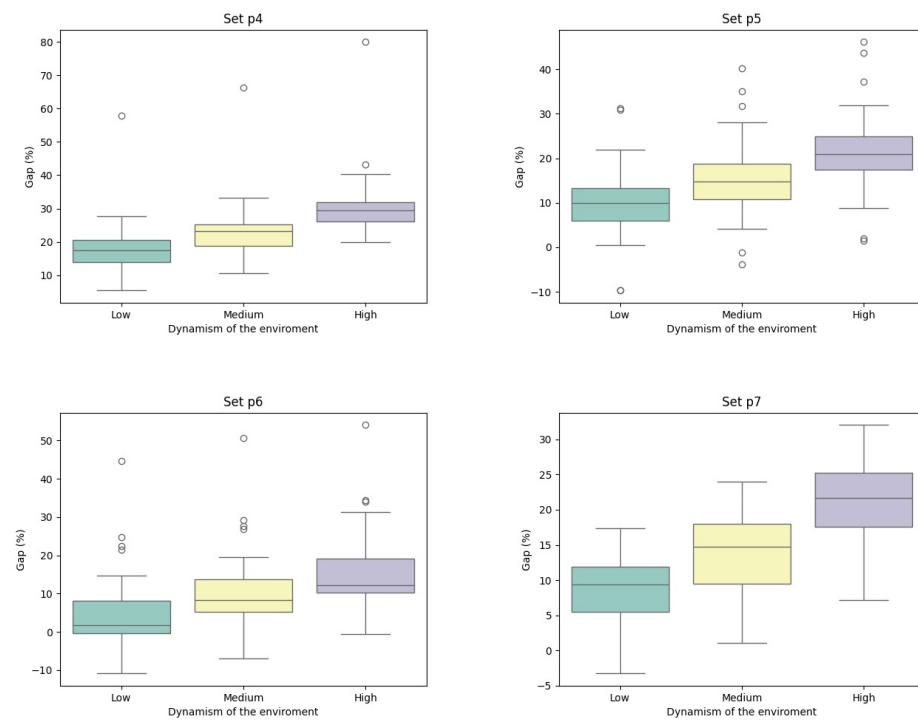 Set p4
80
70
60
50
40
30
20
10
Gap (%)
Low Medium High
Dynamism of the enviroment
Set p5
40
30
20
10
0
−10
Gap (%)
Low Medium High
Dynamism of the enviroment
Set p6
50
40
30
20
10
0
−10
Gap (%)
Low Medium High
Dynamism of the enviroment
Set p7
30
25
20
15
10
5
0
−5
Gap (%)
Low Medium High
Dynamism of the enviroment